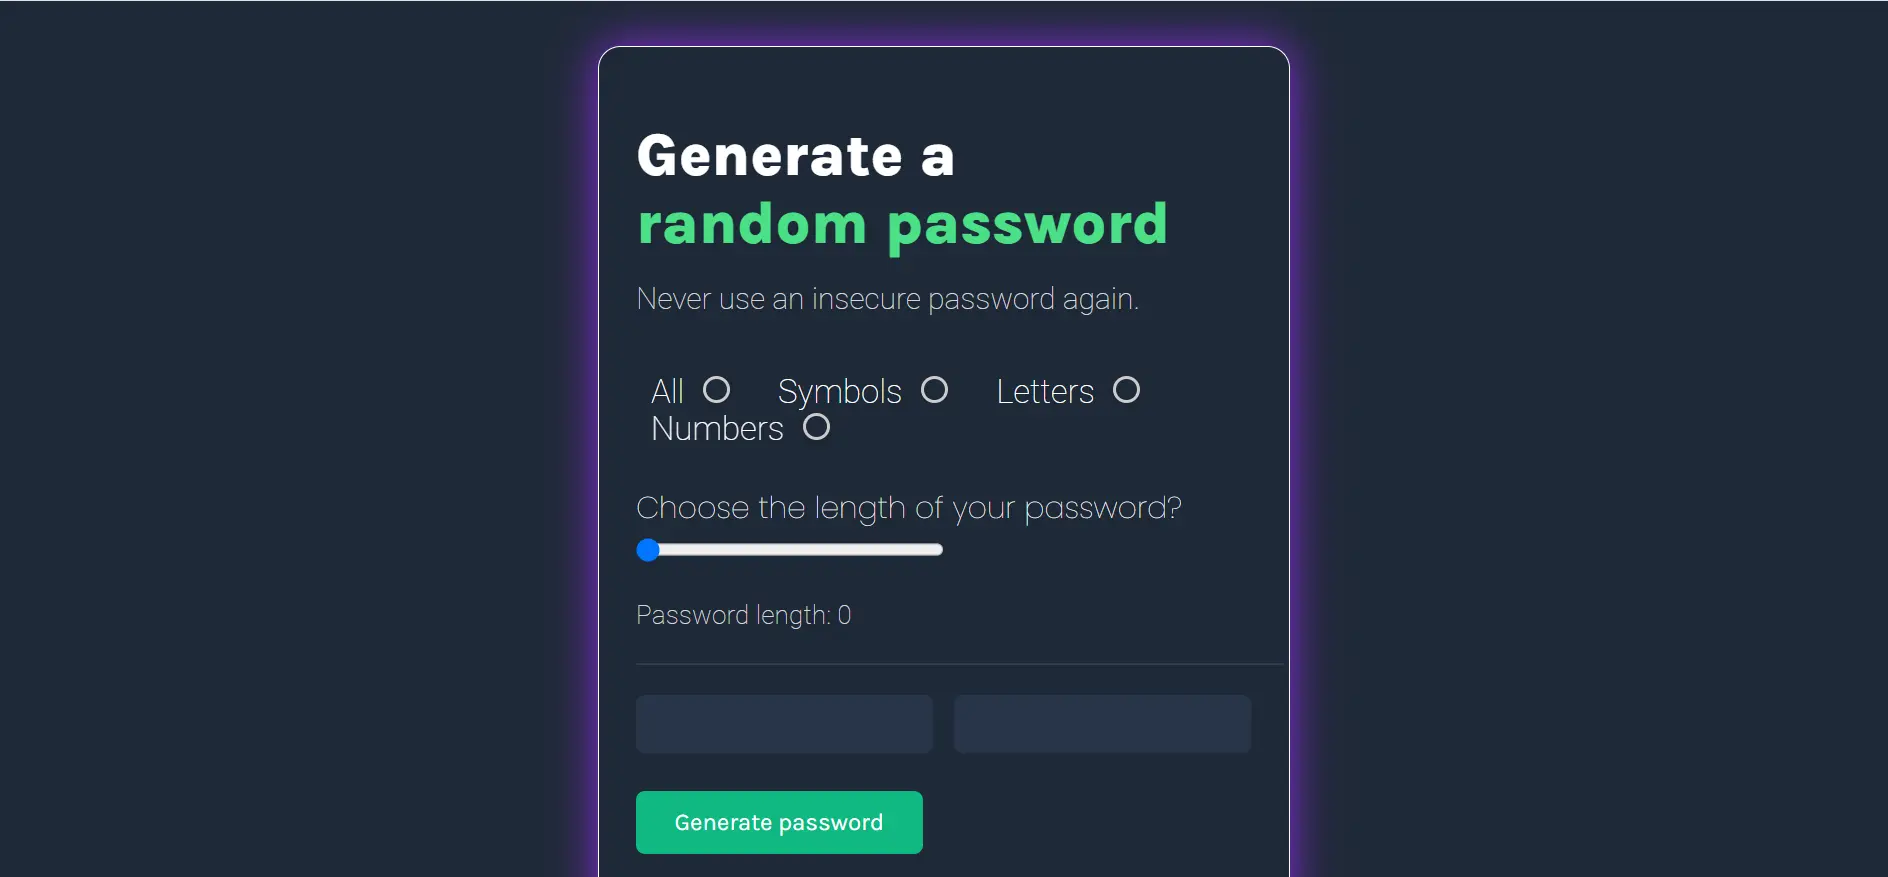 Generate a
random password
Never use an insecure password again.
All Symbols Letters
Numbers
Choose the length of your password?
Password length: 0
Generate password